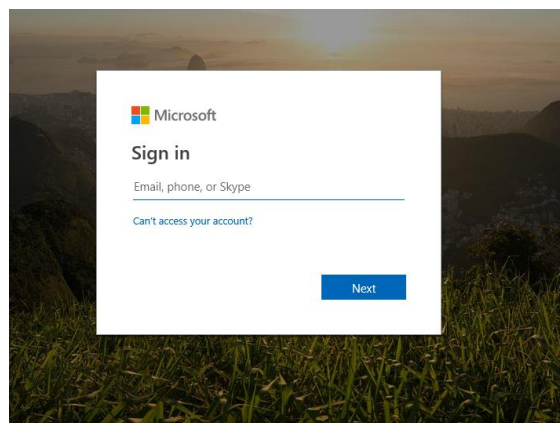 Microsoft
Sign in
Email, phone, or Skype
Can't access your account?
Next